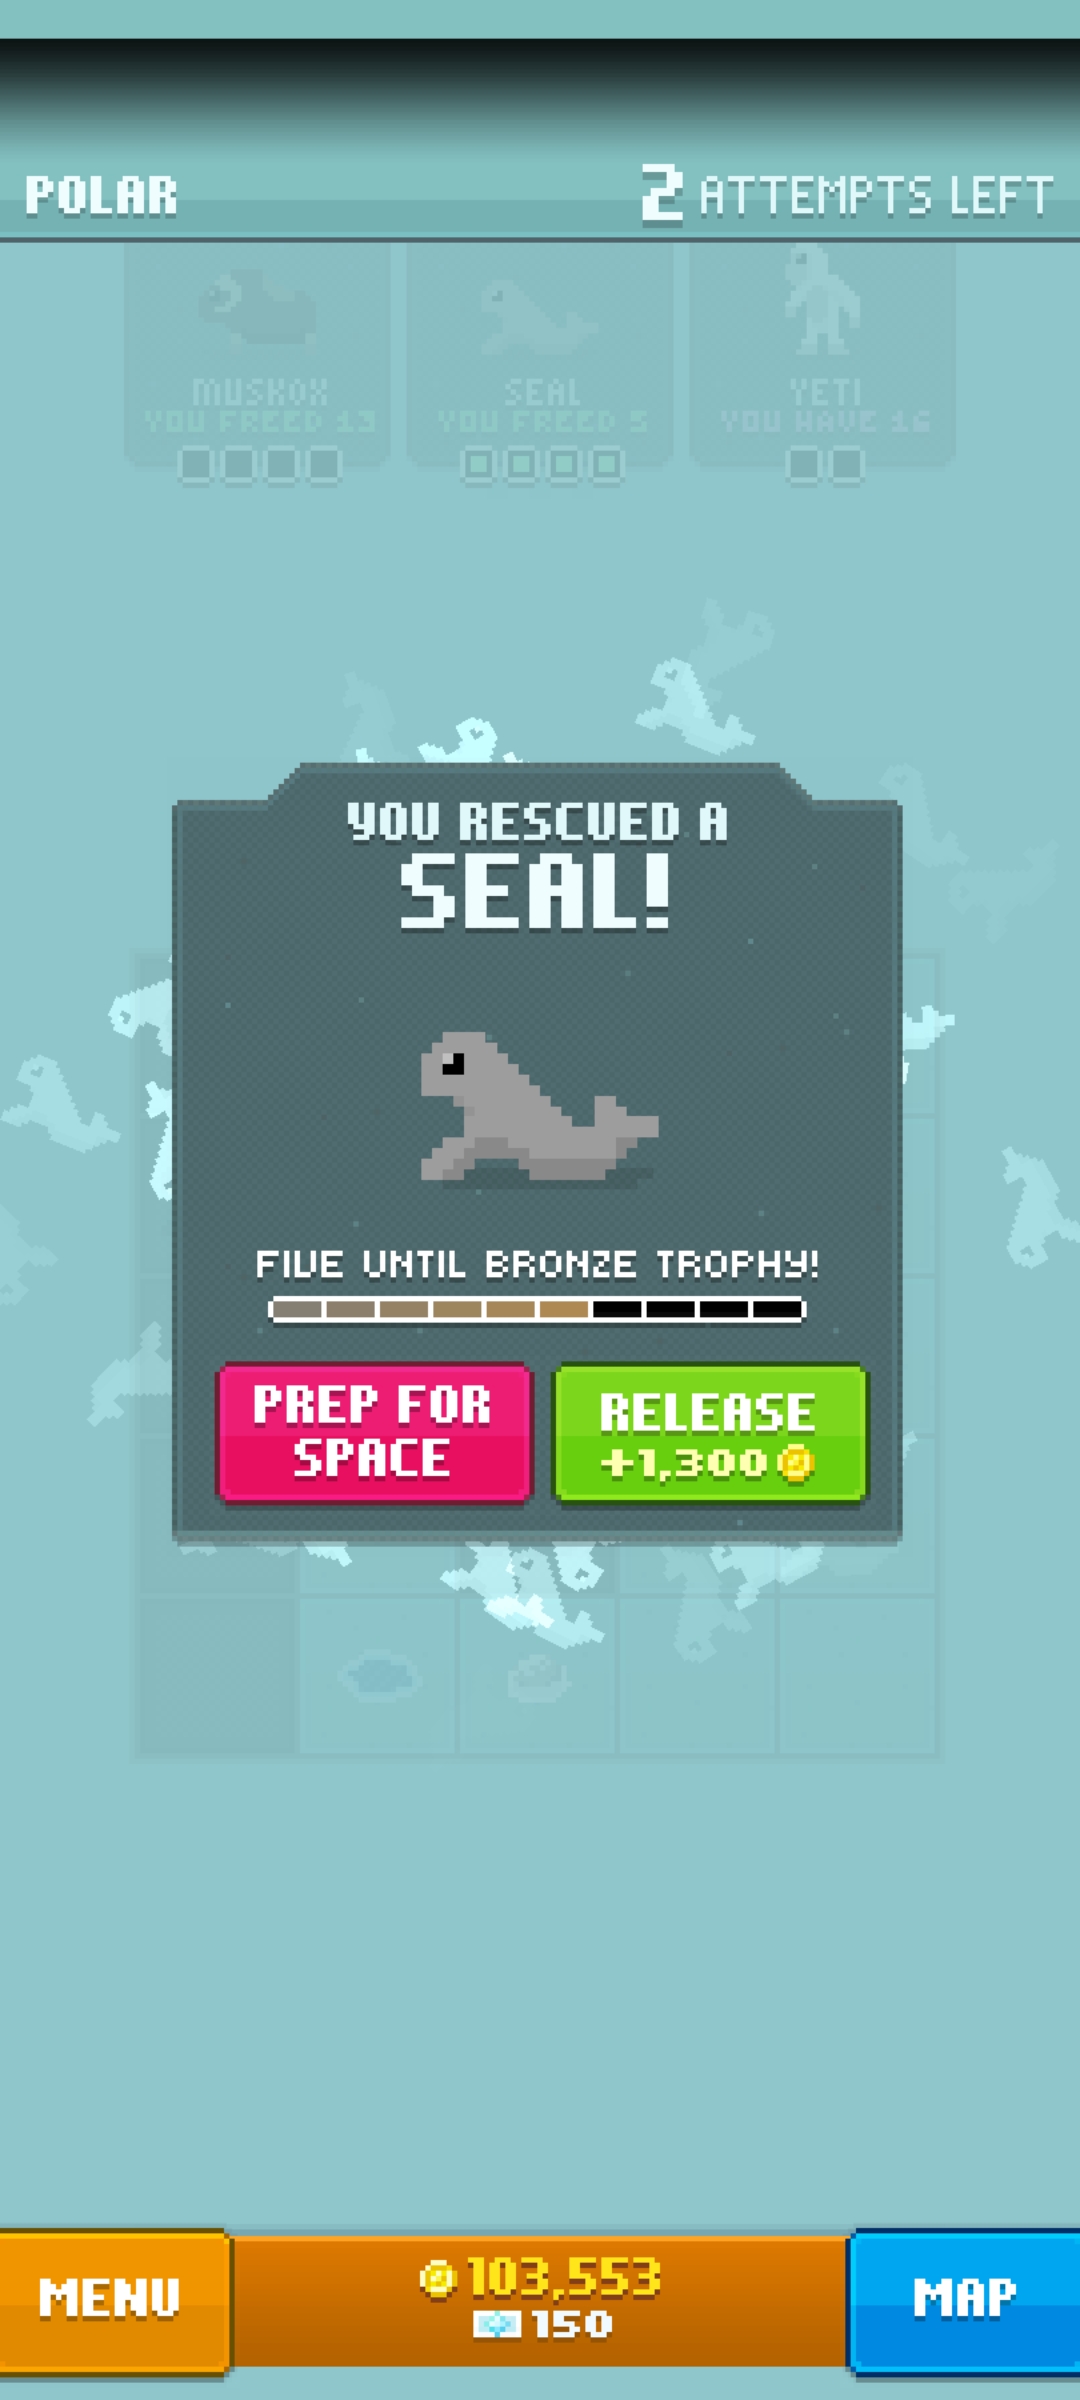 POLAR
2 ATTEMPTS LEFT
MUSKOX
YOU FREED 13
SEAL
YOU FREED 5
YETI
YOU HAVE 16
YOU RESCUED A
SEAL!
FIVE UNTIL BRONZE TROPHY!
PREP FOR
SPACE
RELEASE
+1,300
MENU
103,553
150
MAP